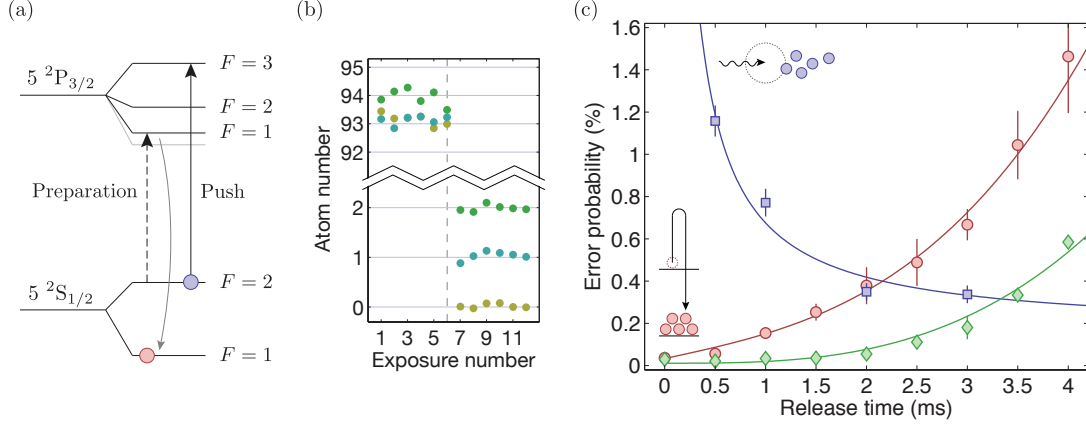 (a)
5 ²P3/2
F = 3
F = 2
F = 1
Preparation
Push
5 ²S1/2
F = 2
F = 1
(b)
95
94
93
92
2
1
0
Atom number
1 3 5 7 9 11
Exposure number
(c)
1.6
1.4
1.2
1
0.8
0.6
0.4
0.2
0
Error probability (%)
0 0.5 1 1.5 2 2.5 3 3.5 4
Release time (ms)